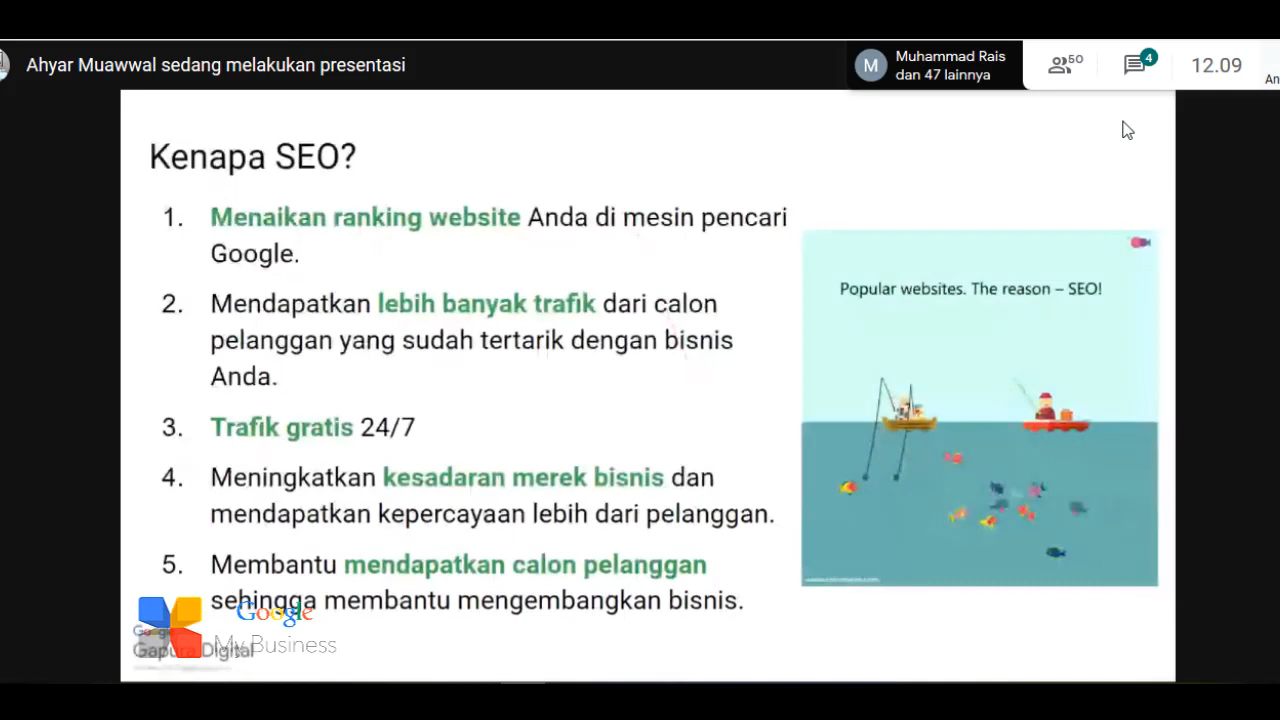 Ahyar Muawwal sedang melakukan presentasi
M
Muhammad Rais
dan 47 lainnya
50
4
12.09
An
Kenapa SEO?
1. Menaikan ranking website Anda di mesin pencari
Google.
2. Mendapatkan lebih banyak trafik dari calon
pelanggan yang sudah tertarik dengan bisnis
Anda.
3. Trafik gratis 24/7
4. Meningkatkan kesadaran merek bisnis dan
mendapatkan kepercayaan lebih dari pelanggan.
5. Membantu mendapatkan calon pelanggan
sehingga membantu mengembangkan bisnis.
Popular websites. The reason – SEO!
Google
My Business
Google
Gapura Digital